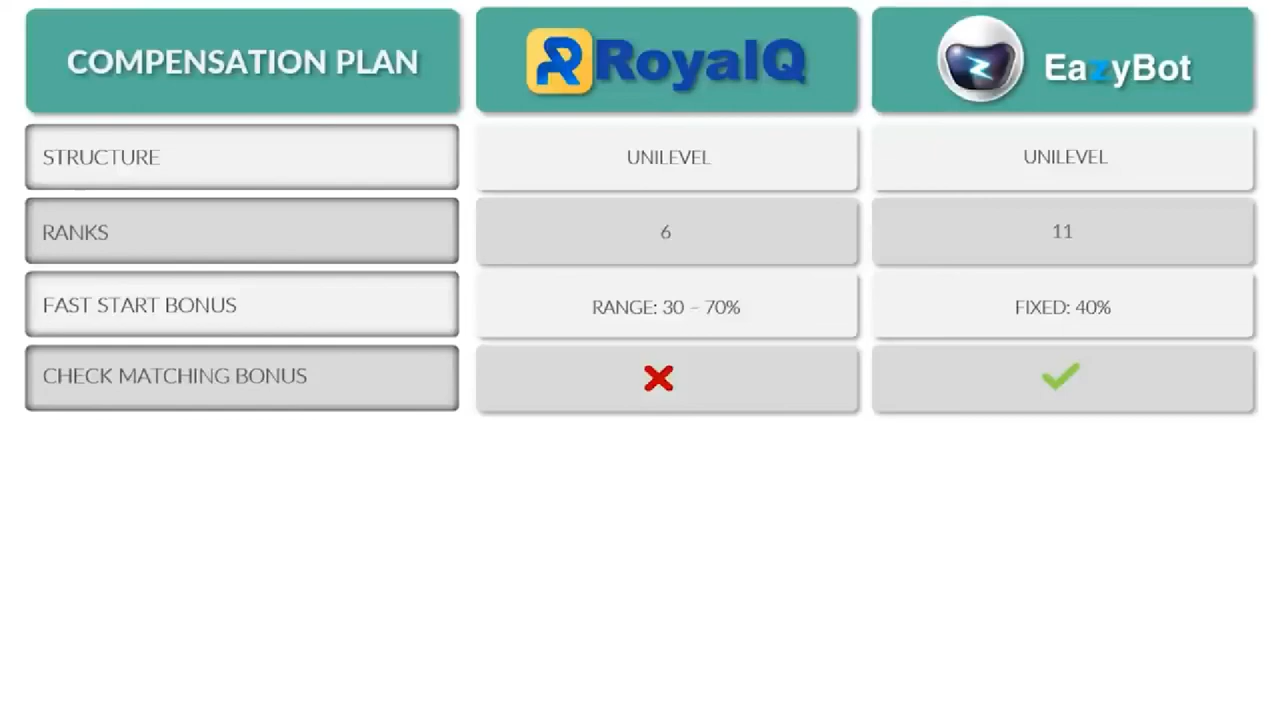 COMPENSATION PLAN
RoyalQ
EazyBot
STRUCTURE
UNILEVEL
UNILEVEL
RANKS
6
11
FAST START BONUS
RANGE: 30 – 70%
FIXED: 40%
CHECK MATCHING BONUS